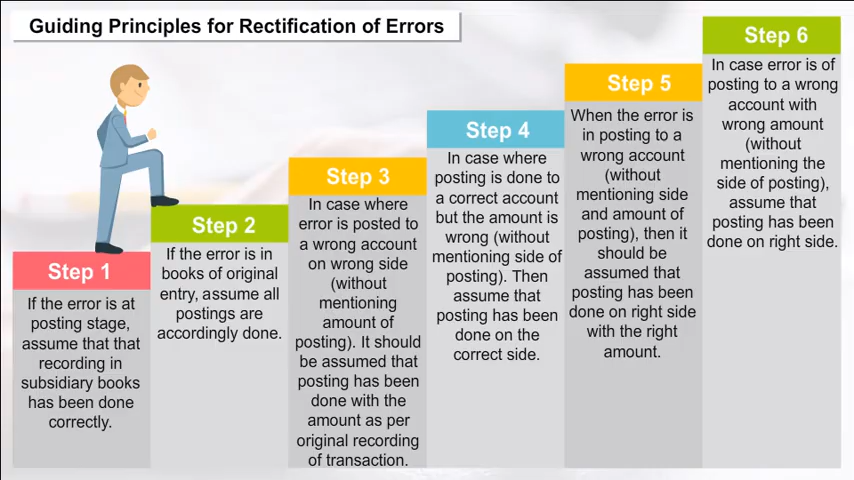 Guiding Principles for Rectification of Errors
Step 1
If the error is at
posting stage,
assume that that
recording in
subsidiary books
has been done
correctly.
Step 2
If the error is in
books of original
entry, assume all
postings are
accordingly done.
Step 3
In case where
error is posted to
a wrong account
on wrong side
(without
mentioning
amount of
posting). It should
be assumed that
posting has been
done with the
amount as per
original recording
of transaction.
Step 4
In case where
posting is done to
a correct account
but the amount is
wrong (without
mentioning side of
posting). Then
assume that
posting has been
done on the
correct side.
Step 5
When the error is
in posting to a
wrong account
(without
mentioning side
and amount of
posting), then it
should be
assumed that
posting has been
done on right side
with the right
amount.
Step 6
In case error is of
posting to a wrong
account with
wrong amount
(without
mentioning the
side of posting),
assume that
posting has been
done on right side.